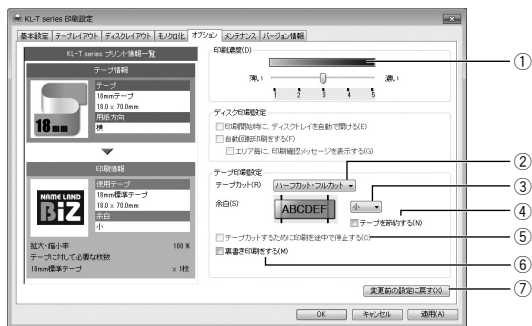 KL-T series 印刷設定
基本設定 テープレイアウト ディスクレイアウト モノクロ化 オプション メンテナンス バージョン情報
KL-T series プリント情報一覧
テープ情報
テープ
18mmテープ
18.0 x 70.0mm
用紙方向
横
18mm
印刷情報
使用テープ
18mm標準テープ
18.0 x 70.0mm
余白
小
NAME LAND
BiZ
拡大・縮小率 100 %
テープに対して必要な枚数
18mm標準テープ × 1枚
印刷濃度(D)
薄い 濃い
1 2 3 4 5
ディスク印刷設定
印刷開始時に、ディスクトレイを自動で開ける(E)
自動回転印刷をする(F)
エリア毎に、印刷確認メッセージを表示する(G)
テープ印刷設定
テープカット(R) ハーフカット・フルカット
余白(S) ABCDEF 小
テープを節約する(N)
テープカットするために印刷を途中で停止する(C)
裏書き印刷をする(M)
変更前の設定に戻す(X)
OK キャンセル 適用(A)
①
②
③
④
⑤
⑥
⑦